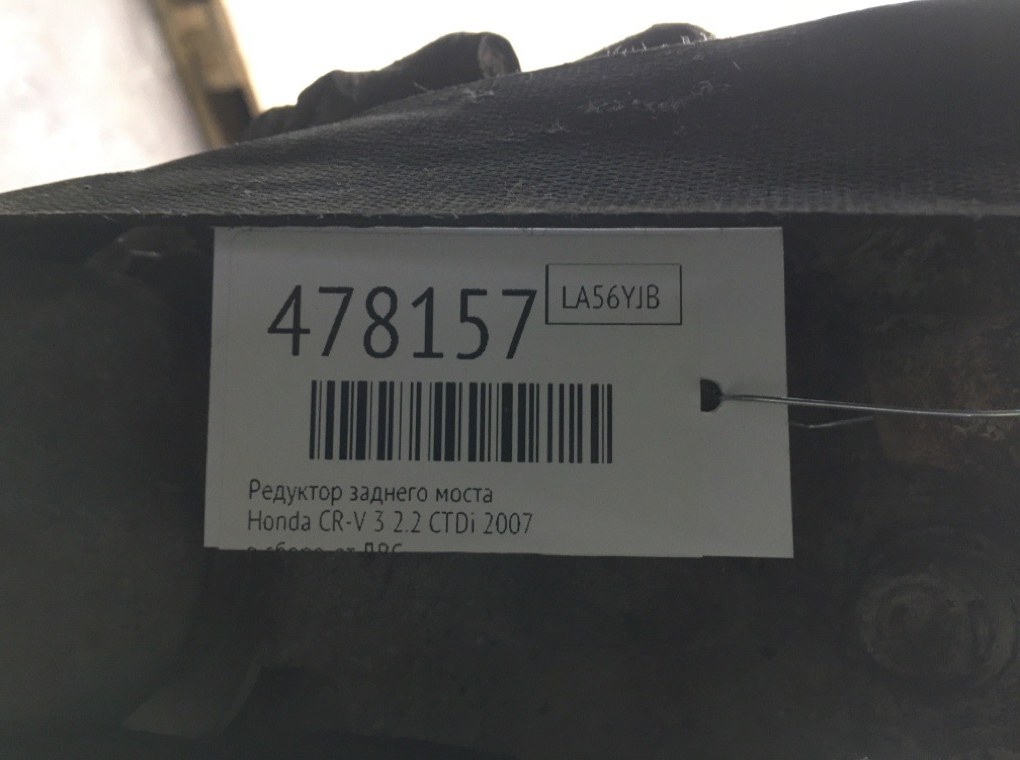 478157
LA56YJB
Редуктор заднего моста
Honda CR-V 3 2.2 CTDi 2007